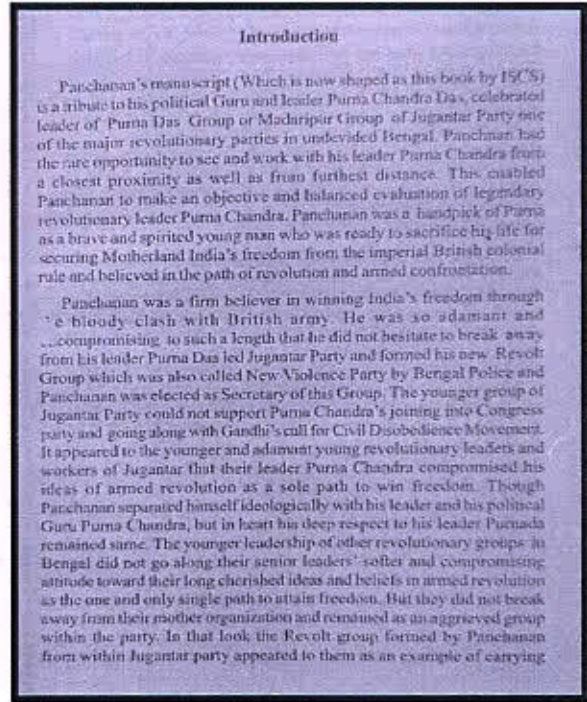 Introduction
Panchanan's manuscript (Which is now shaped as this book by ISCS)
is a tribute to his political Guru and leader Purna Chandra Das, celebrated
leader of Purna Das Group or Madaripur Group of Jugantar Party one
of the major revolutionary parties in undevided Bengal. Panchnan had
the rare opportunity to see and work with his leader Purna Chandra from
a closest proximity as well as from furthest distance. This enabled
Panchanan to make an objective and balanced evaluation of legendary
revolutionary leader Purna Chandra. Panchanan was a handpick of Purna
as a brave and spirited young man who was ready to sacrifice his life for
securing Motherland India's freedom from the imperial British colonial
rule and believed in the path of revolution and armed confrontation.
Panchanan was a firm believer in winning India's freedom through
e bloody clash with British army. He was so adamant and
compromising to such a length that he did not hesitate to break away
from his leader Purna Das led Jugantar Party and formed his new Revolt
Group which was also called New Violence Party by Bengal Police and
Panchanan was elected as Secretary of this Group. The younger group of
Jugantar Party could not support Purna Chandra's joining into Congress
party and going along with Gandhi's call for Civil Disobedience Movement.
It appeared to the younger and adamant young revolutionary leaders and
workers of Jugantar that their leader Purna Chandra compromised his
ideas of armed revolution as a sole path to win freedom. Though
Panchanan separated himself ideologically with his leader and his political
Guru Purna Chandra, but in heart his deep respect to his leader Purnada
remained same. The younger leadership of other revolutionary groups in
Bengal did not go along their senior leaders' softer and compromising
attitude toward their long cherished ideas and beliefs in armed revolution
as the one and only single path to attain freedom. But they did not break
away from their mother organization and remained as an aggrieved group
within the party. In that look the Revolt group formed by Panchanan
from within Jugantar party appeared to them as an example of carrying